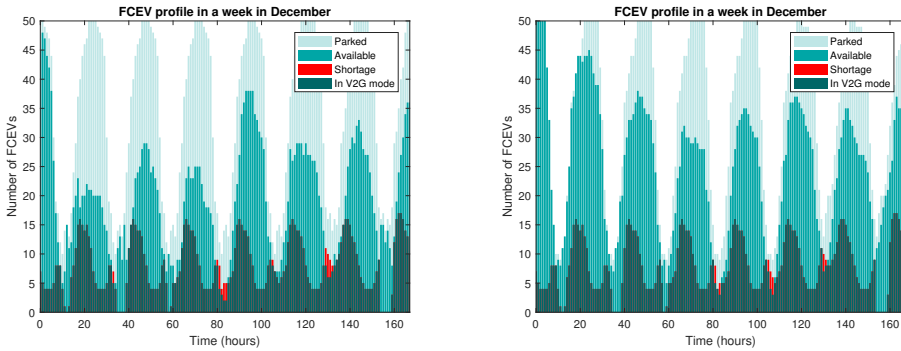 FCEV profile in a week in December
50
45
40
35
30
25
20
15
10
5
0
Number of FCEVs
Parked
Available
Shortage
In V2G mode
0 20 40 60 80 100 120 140 160
Time (hours)
FCEV profile in a week in December
50
45
40
35
30
25
20
15
10
5
0
Number of FCEVs
Parked
Available
Shortage
In V2G mode
0 20 40 60 80 100 120 140 160
Time (hours)